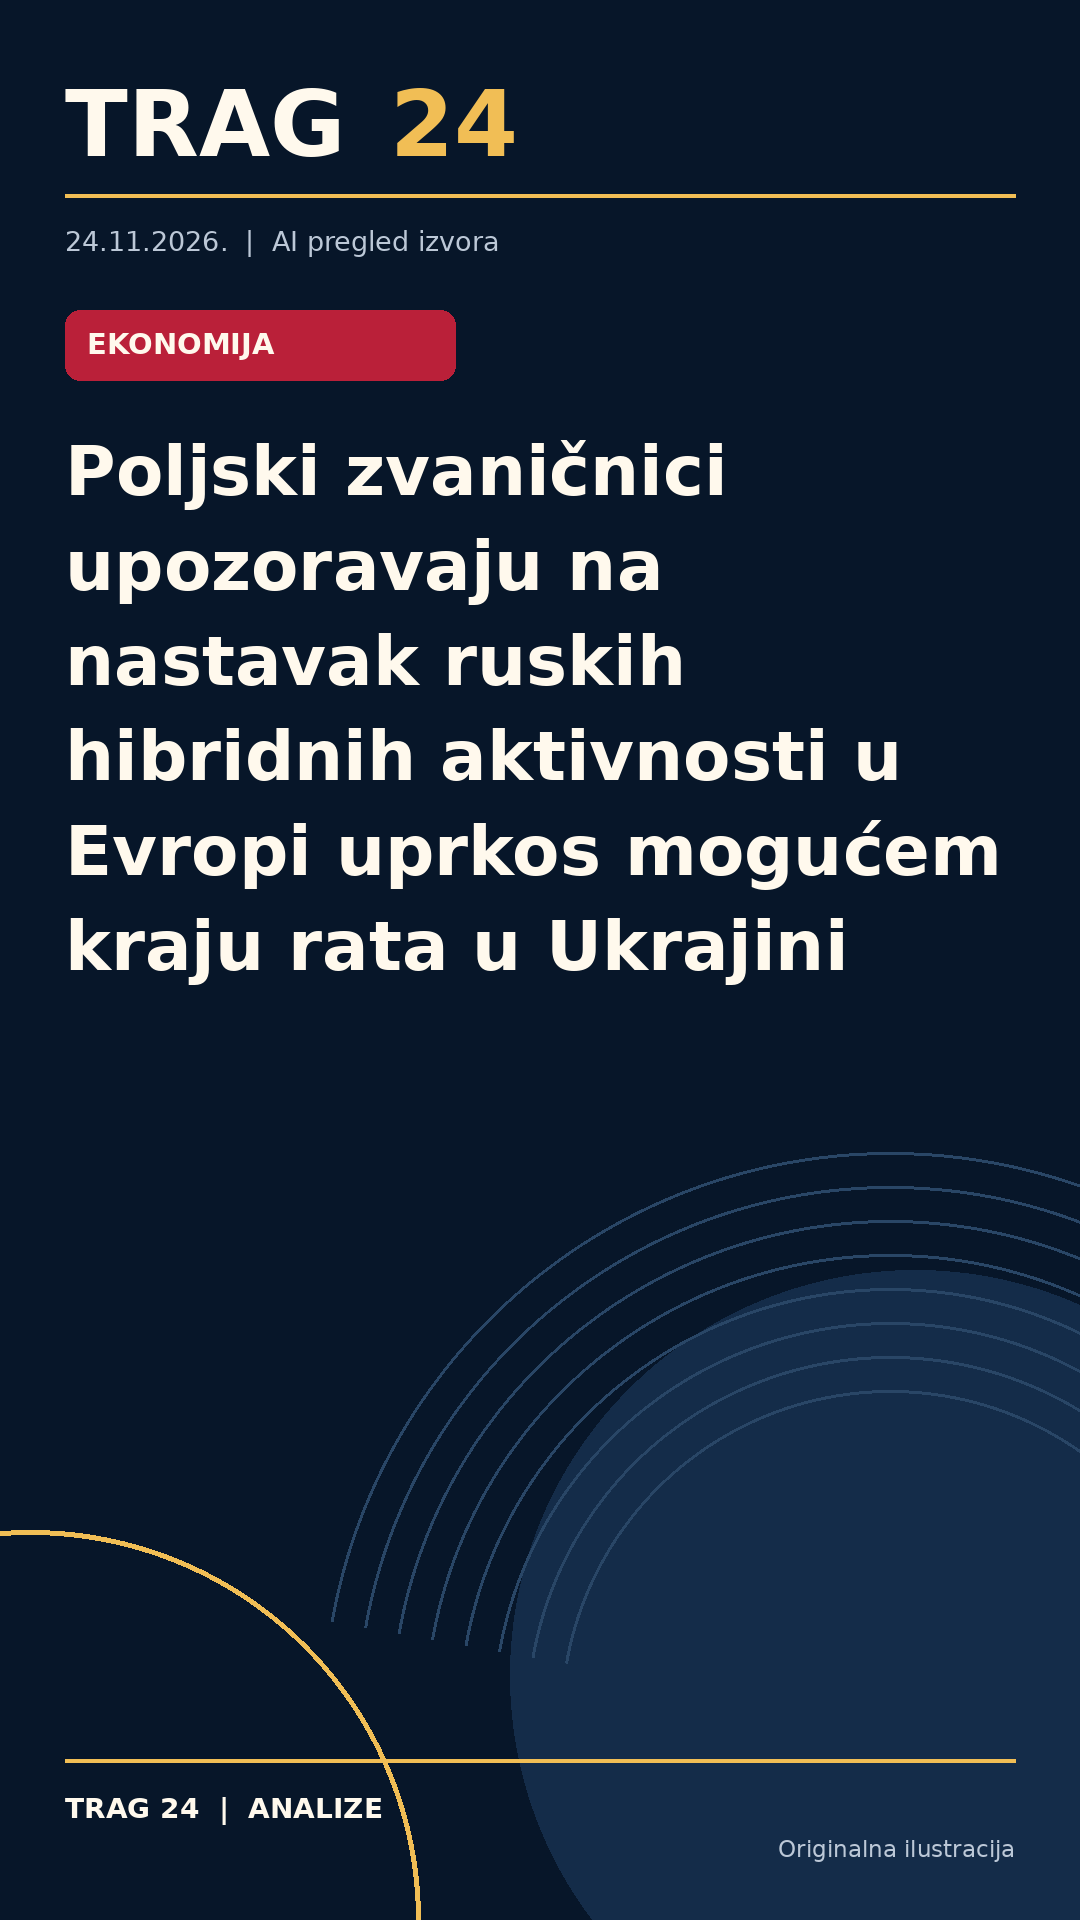 TRAG 24
24.11.2026. | AI pregled izvora
EKONOMIJA
Poljski zvaničnici
upozoravaju na
nastavak ruskih
hibridnih aktivnosti u
Evropi uprkos mogućem
kraju rata u Ukrajini
TRAG 24 | ANALIZE
Originalna ilustracija